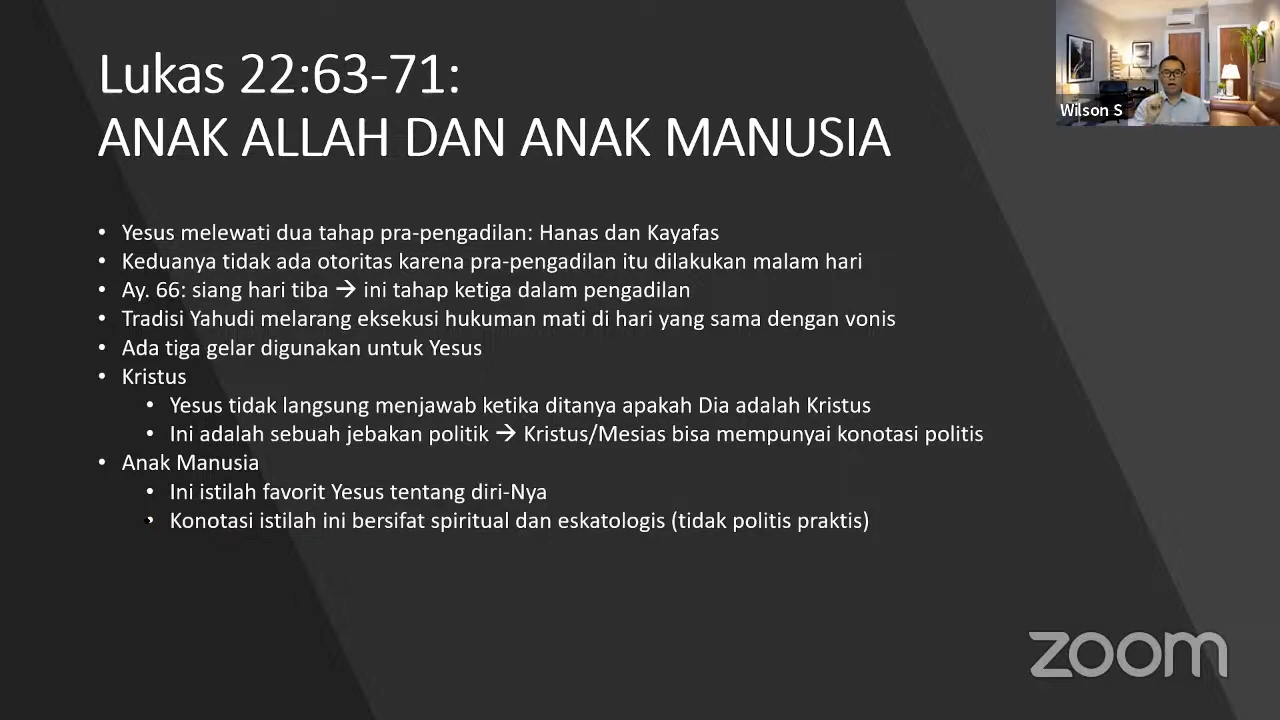 Lukas 22:63-71:
ANAK ALLAH DAN ANAK MANUSIA
Wilson S
• Yesus melewati dua tahap pra-pengadilan: Hanas dan Kayafas
• Keduanya tidak ada otoritas karena pra-pengadilan itu dilakukan malam hari
• Ay. 66: siang hari tiba → ini tahap ketiga dalam pengadilan
• Tradisi Yahudi melarang eksekusi hukuman mati di hari yang sama dengan vonis
• Ada tiga gelar digunakan untuk Yesus
• Kristus
• Yesus tidak langsung menjawab ketika ditanya apakah Dia adalah Kristus
• Ini adalah sebuah jebakan politik → Kristus/Mesias bisa mempunyai konotasi politis
• Anak Manusia
• Ini istilah favorit Yesus tentang diri-Nya
• Konotasi istilah ini bersifat spiritual dan eskatologis (tidak politis praktis)
zoom